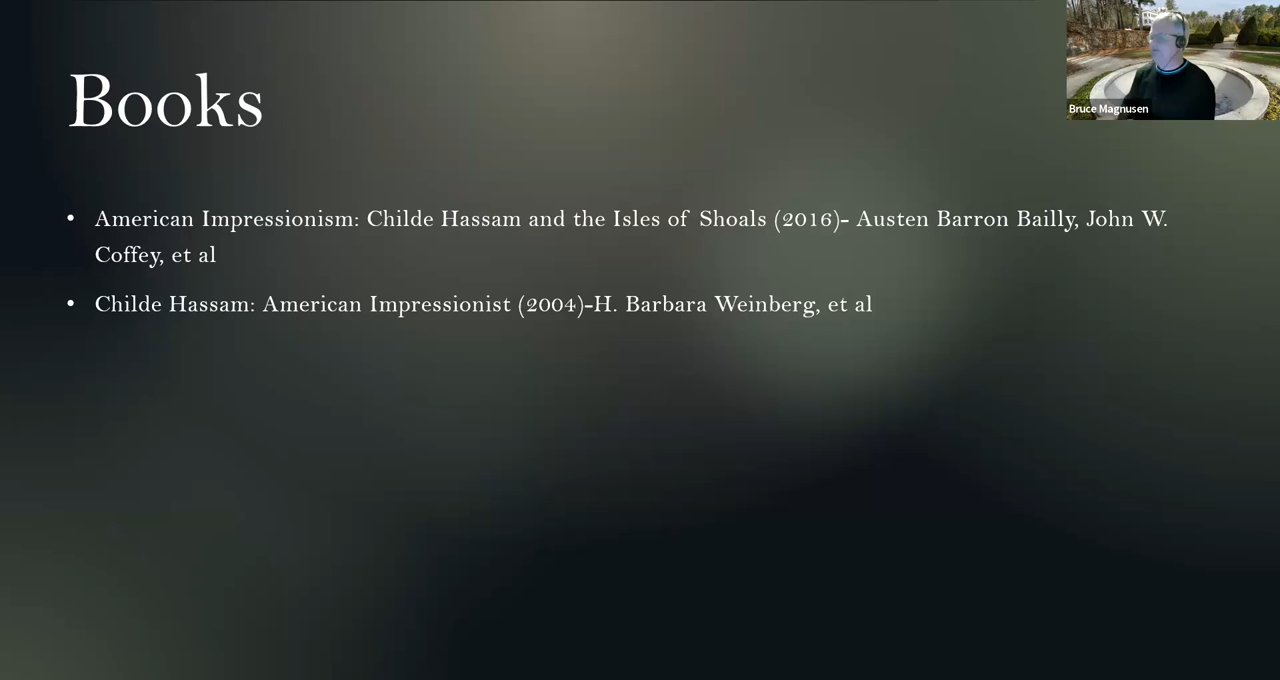 Books
• American Impressionism: Childe Hassam and the Isles of Shoals (2016)- Austen Barron Bailly, John W.
Coffey, et al
• Childe Hassam: American Impressionist (2004)-H. Barbara Weinberg, et al
Bruce Magnusen